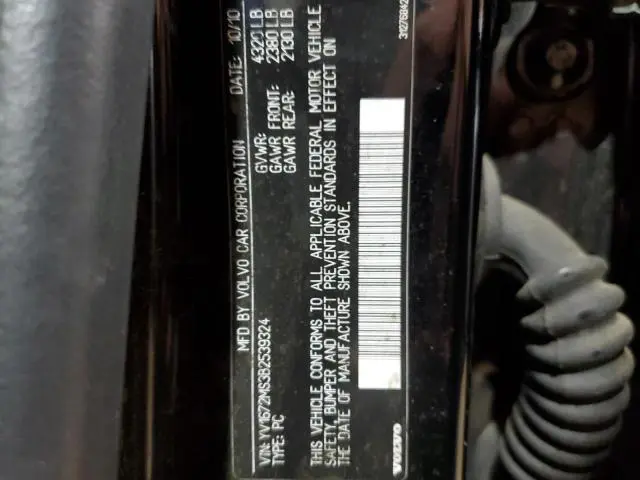 MFD BY VOLVO CAR CORPORATION DATE: 10/10
VIN: YV1672MS3B2539324 GVWR: 4320 LB
TYPE: PC GAWR FRONT: 2380 LB
GAWR REAR: 2130 LB
THIS VEHICLE CONFORMS TO ALL APPLICABLE FEDERAL MOTOR VEHICLE
SAFETY, BUMPER AND THEFT PREVENTION STANDARDS IN EFFECT ON
THE DATE OF MANUFACTURE SHOWN ABOVE.
VOLVO